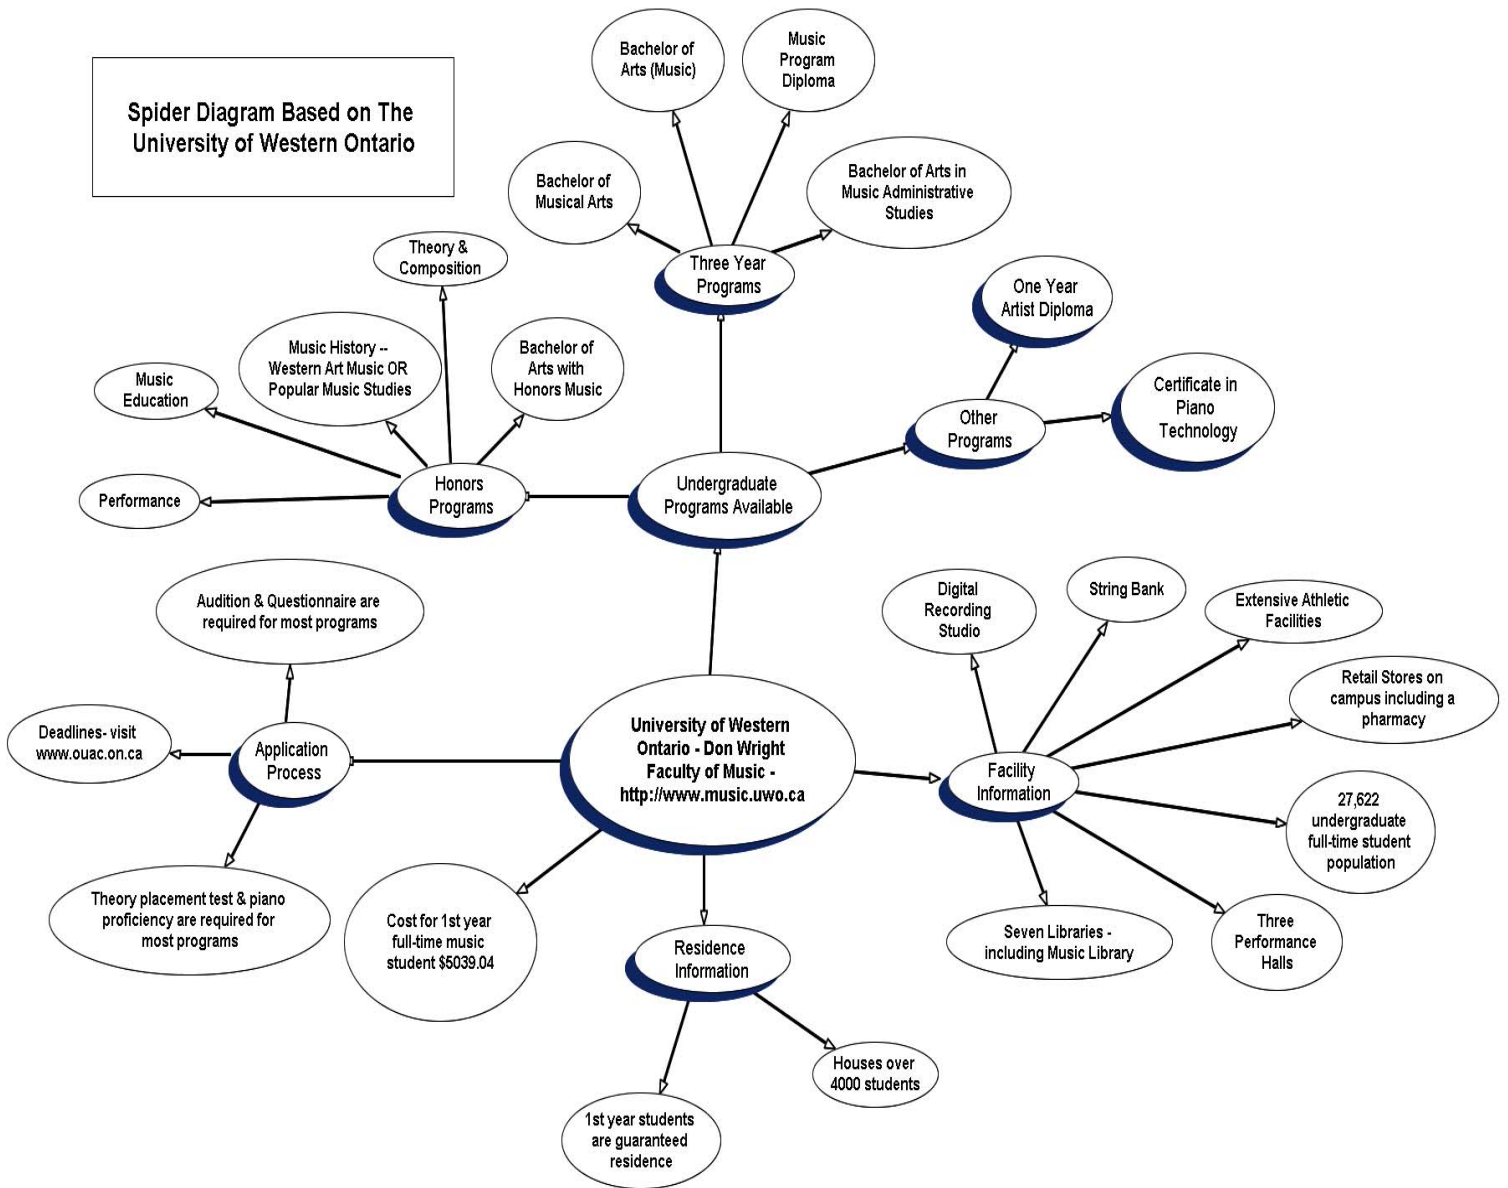 Spider Diagram Based on The
University of Western Ontario
Bachelor of
Arts (Music)
Music
Program
Diploma
Bachelor of
Musical Arts
Bachelor of Arts in
Music Administrative
Studies
Three Year
Programs
Theory &
Composition
Music History --
Western Art Music OR
Popular Music Studies
Bachelor of
Arts with
Honors Music
Music
Education
Performance
Honors
Programs
Undergraduate
Programs Available
One Year
Artist Diploma
Other
Programs
Certificate in
Piano
Technology
Audition & Questionnaire are
required for most programs
Deadlines- visit
www.ouac.on.ca
Application
Process
Theory placement test & piano
proficiency are required for
most programs
University of Western
Ontario - Don Wright
Faculty of Music -
http://www.music.uwo.ca
Cost for 1st year
full-time music
student $5039.04
Residence
Information
1st year students
are guaranteed
residence
Houses over
4000 students
Facility
Information
Digital
Recording
Studio
String Bank
Extensive Athletic
Facilities
Retail Stores on
campus including a
pharmacy
27,622
undergraduate
full-time student
population
Three
Performance
Halls
Seven Libraries -
including Music Library